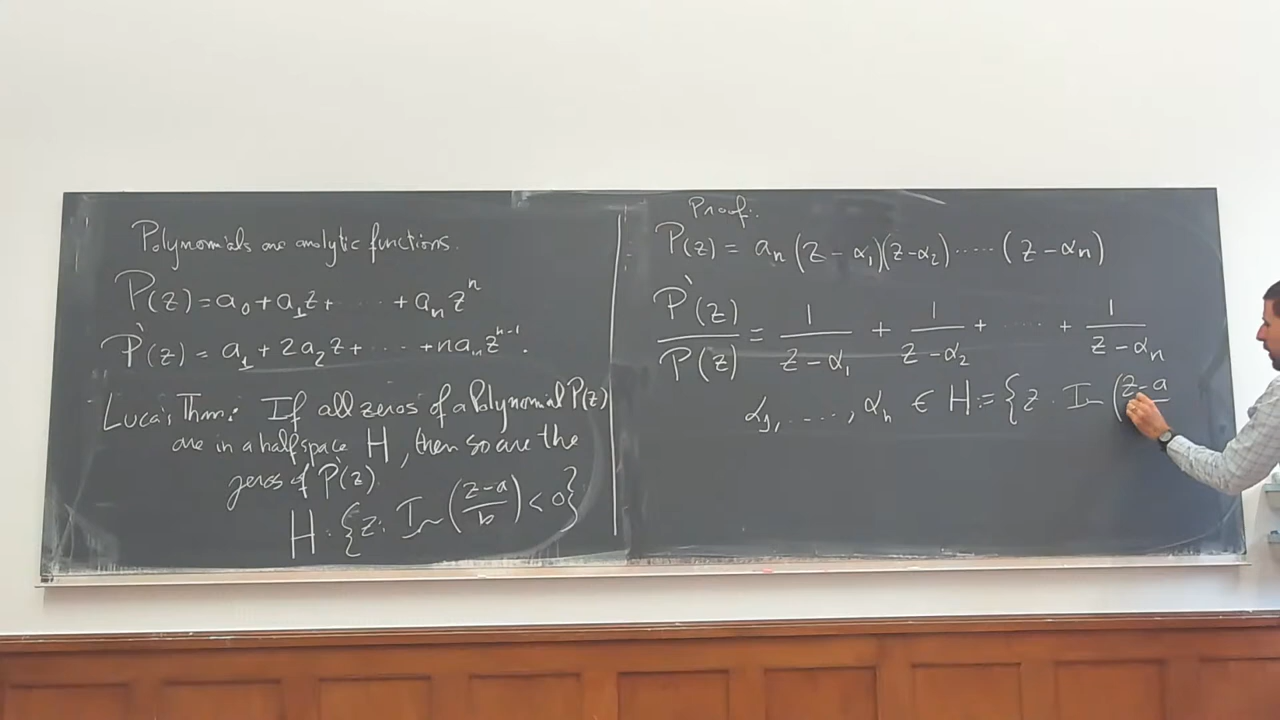 Polynomials are analytic functions.
P(z) = a₀ + a₁z + ····· + aₙ zⁿ
P'(z) = a₁ + 2a₂z + ···· + naₙzⁿ⁻¹.
Luca's Thm: If all zeros of a Polynomial P(z)
are in a halfspace H, then so are the
zeros of P'(z)
H: {z: Im ((z-a)/b) < 0}
Proof:
P(z) = aₙ (z - α₁)(z-α₂) ····· (z - αₙ)
P'(z)/P(z) = 1/(z - α₁) + 1/(z - α₂) + ····· + 1/(z - αₙ)
α₁, ····, αₙ ∈ H := {z : Im (z-a